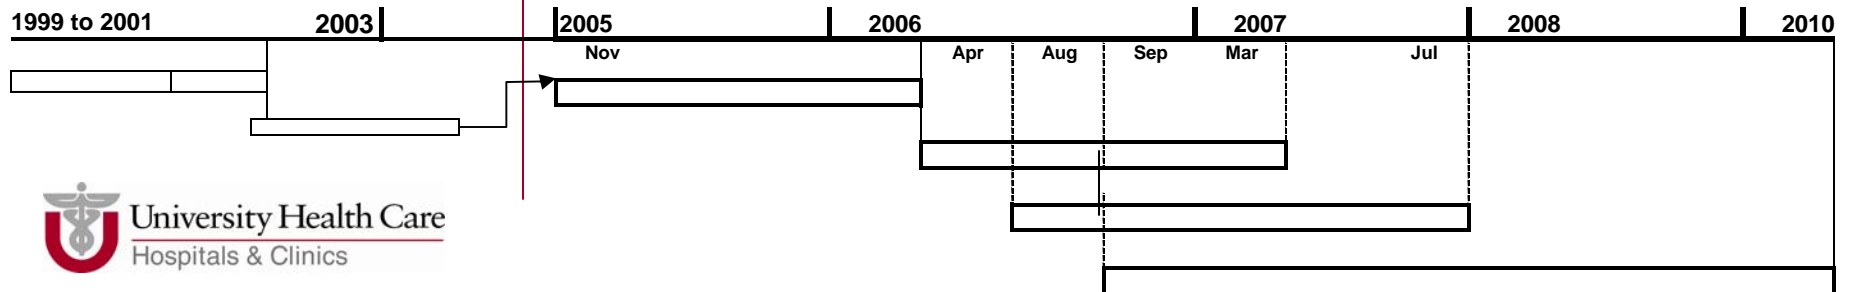 1999 to 2001 2003 2005 2006 2007 2008 2010
Nov Apr Aug Sep Mar Jul
University Health Care
Hospitals & Clinics